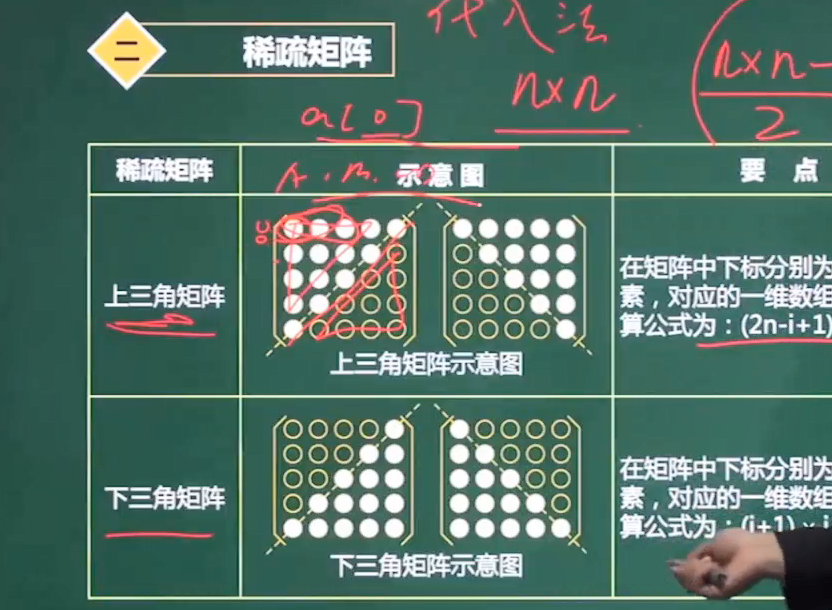 二
稀疏矩阵
代入法
n×n
n×n-
2
a[0]
稀疏矩阵
示意图
要 点
上三角矩阵
上三角矩阵示意图
在矩阵中下标分别为
素，对应的一维数组
算公式为：(2n-i+1)
下三角矩阵
下三角矩阵示意图
在矩阵中下标分别为
素，对应的一维数组
算公式为：(i+1)×i